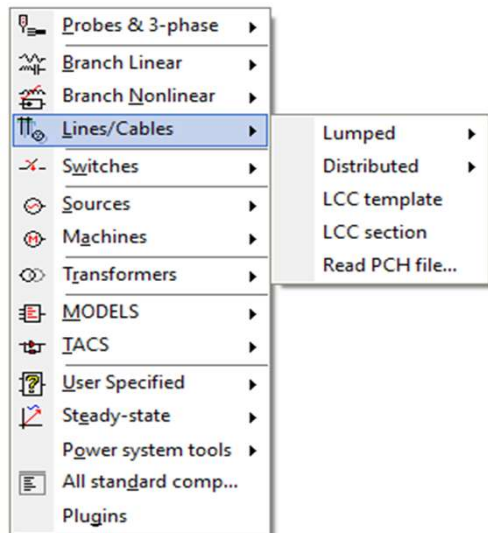 Probes & 3-phase
Branch Linear
Branch Nonlinear
Lines/Cables
Switches
Sources
Machines
Transformers
MODELS
TACS
User Specified
Steady-state
Power system tools
All standard comp...
Plugins
Lumped
Distributed
LCC template
LCC section
Read PCH file...